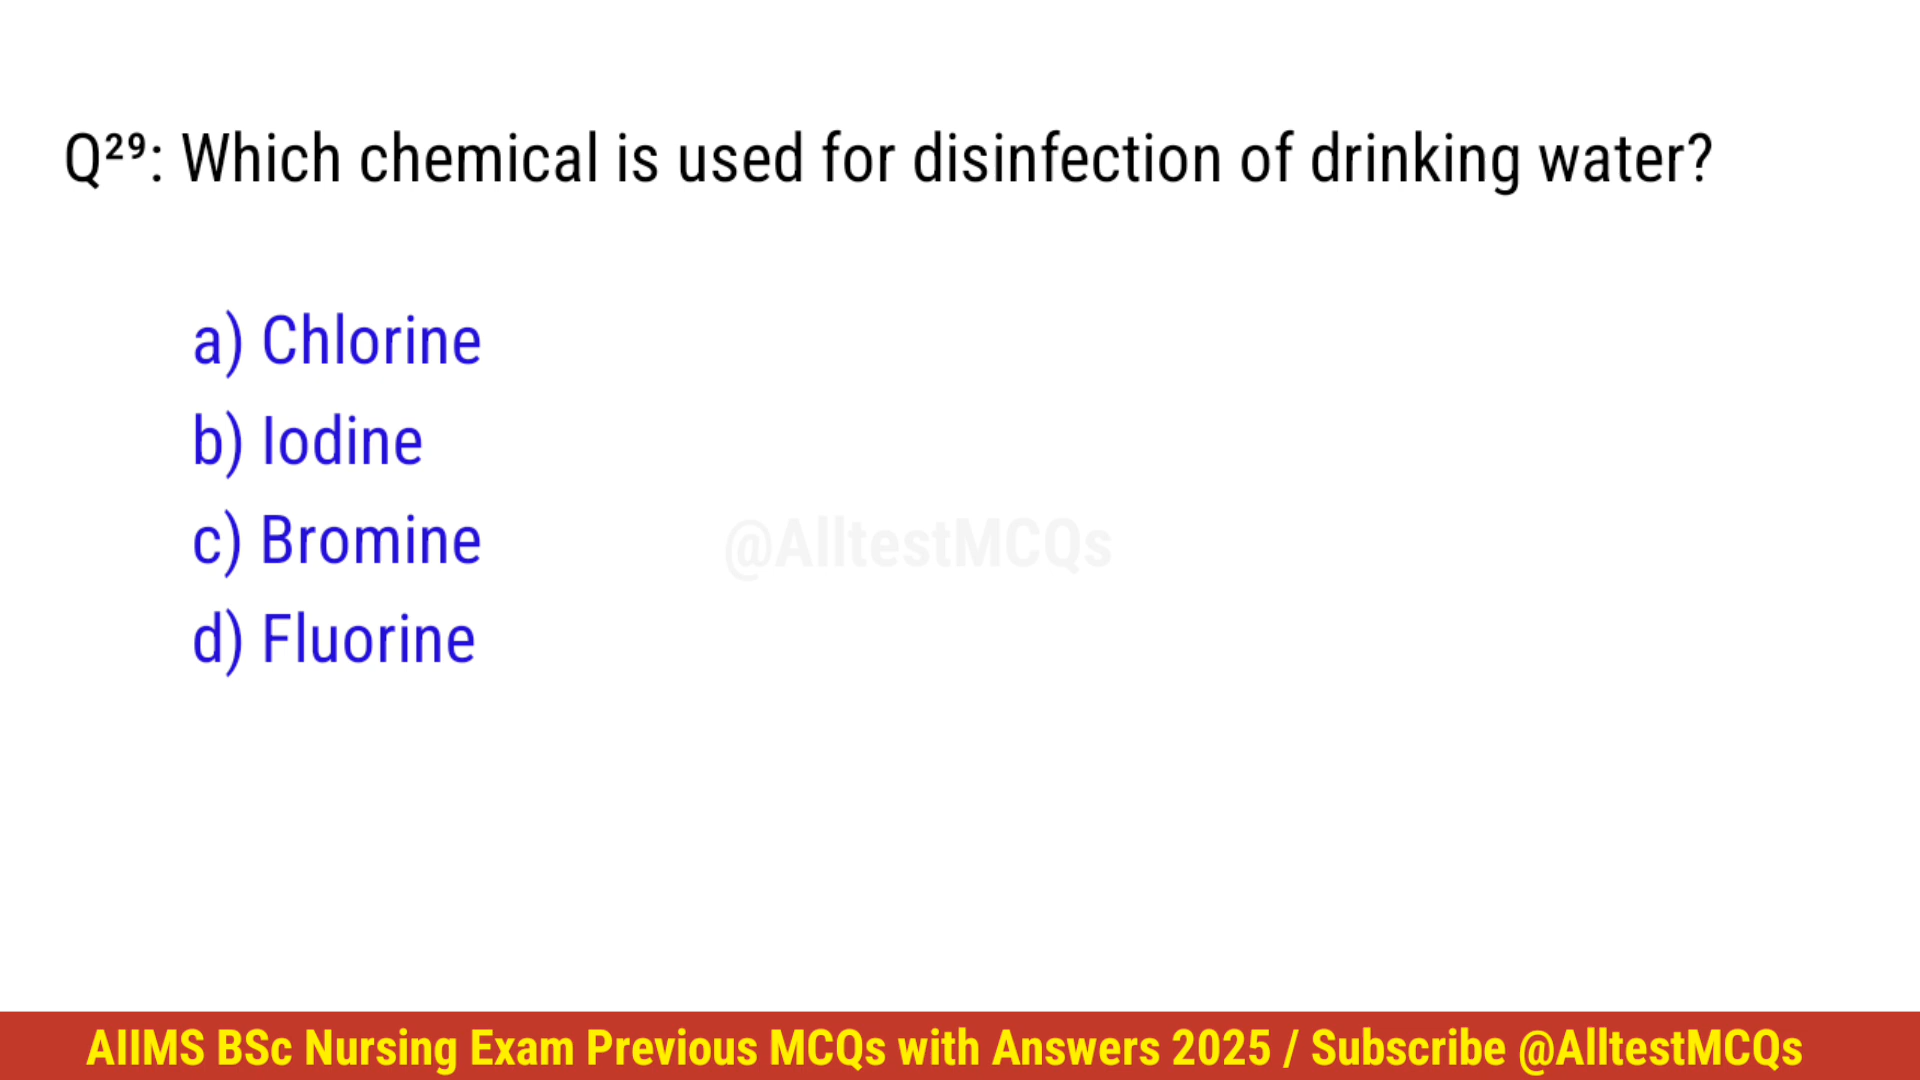 Q²⁹: Which chemical is used for disinfection of drinking water?
a) Chlorine
b) Iodine
c) Bromine
@AlltestMCQs
d) Fluorine
AIIMS BSc Nursing Exam Previous MCQs with Answers 2025 / Subscribe @AlltestMCQs